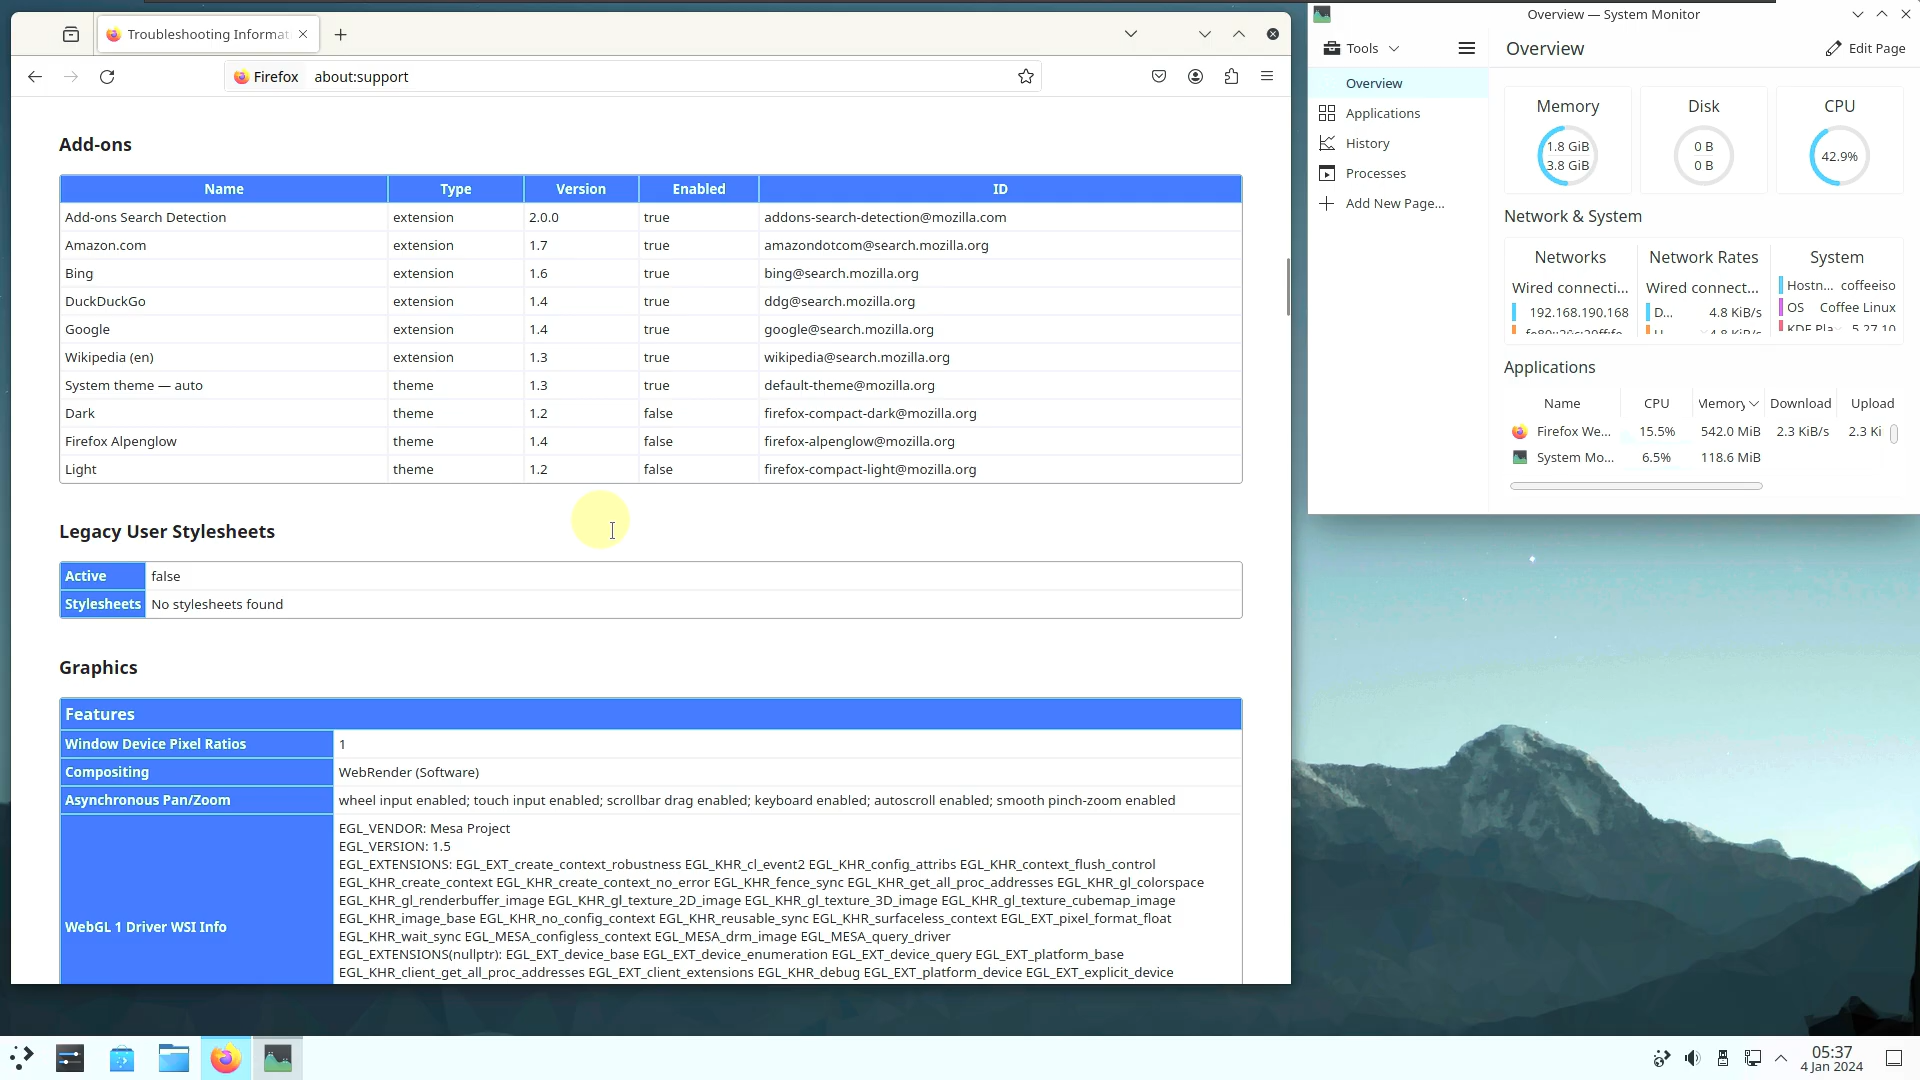 Troubleshooting Informat
Firefox about:support
Add-ons
Name Type Version Enabled ID
Add-ons Search Detection extension 2.0.0 true addons-search-detection@mozilla.com
Amazon.com extension 1.7 true amazondotcom@search.mozilla.org
Bing extension 1.6 true bing@search.mozilla.org
DuckDuckGo extension 1.4 true ddg@search.mozilla.org
Google extension 1.4 true google@search.mozilla.org
Wikipedia (en) extension 1.3 true wikipedia@search.mozilla.org
System theme — auto theme 1.3 true default-theme@mozilla.org
Dark theme 1.2 false firefox-compact-dark@mozilla.org
Firefox Alpenglow theme 1.4 false firefox-alpenglow@mozilla.org
Light theme 1.2 false firefox-compact-light@mozilla.org
Legacy User Stylesheets
Active false
Stylesheets No stylesheets found
Graphics
Features
Window Device Pixel Ratios 1
Compositing WebRender (Software)
Asynchronous Pan/Zoom wheel input enabled; touch input enabled; scrollbar drag enabled; keyboard enabled; autoscroll enabled; smooth pinch-zoom enabled
WebGL 1 Driver WSI Info
EGL_VENDOR: Mesa Project
EGL_VERSION: 1.5
EGL_EXTENSIONS: EGL_EXT_create_context_robustness EGL_KHR_cl_event2 EGL_KHR_config_attribs EGL_KHR_context_flush_control
EGL_KHR_create_context EGL_KHR_create_context_no_error EGL_KHR_fence_sync EGL_KHR_get_all_proc_addresses EGL_KHR_gl_colorspace
EGL_KHR_gl_renderbuffer_image EGL_KHR_gl_texture_2D_image EGL_KHR_gl_texture_3D_image EGL_KHR_gl_texture_cubemap_image
EGL_KHR_image_base EGL_KHR_no_config_context EGL_KHR_reusable_sync EGL_KHR_surfaceless_context EGL_EXT_pixel_format_float
EGL_KHR_wait_sync EGL_MESA_configless_context EGL_MESA_drm_image EGL_MESA_query_driver
EGL_EXTENSIONS(nullptr): EGL_EXT_device_base EGL_EXT_device_enumeration EGL_EXT_device_query EGL_EXT_platform_base
EGL_KHR_client_get_all_proc_addresses EGL_EXT_client_extensions EGL_KHR_debug EGL_EXT_platform_device EGL_EXT_explicit_device
Overview — System Monitor
Tools
Overview
Edit Page
Overview
Applications
History
Processes
Add New Page...
Memory Disk CPU
1.8 GiB 0 B 42.9%
3.8 GiB 0 B
Network & System
Networks Network Rates System
Wired connecti... Wired connect... Hostn... coffeeiso
192.168.190.168 D... 4.8 KiB/s OS Coffee Linux
4.8 KiB/s KDE Pla 5.27.10
Applications
Name CPU Memory Download Upload
Firefox We... 15.5% 542.0 MiB 2.3 KiB/s 2.3 Ki
System Mo... 6.5% 118.6 MiB
05:37
4 Jan 2024